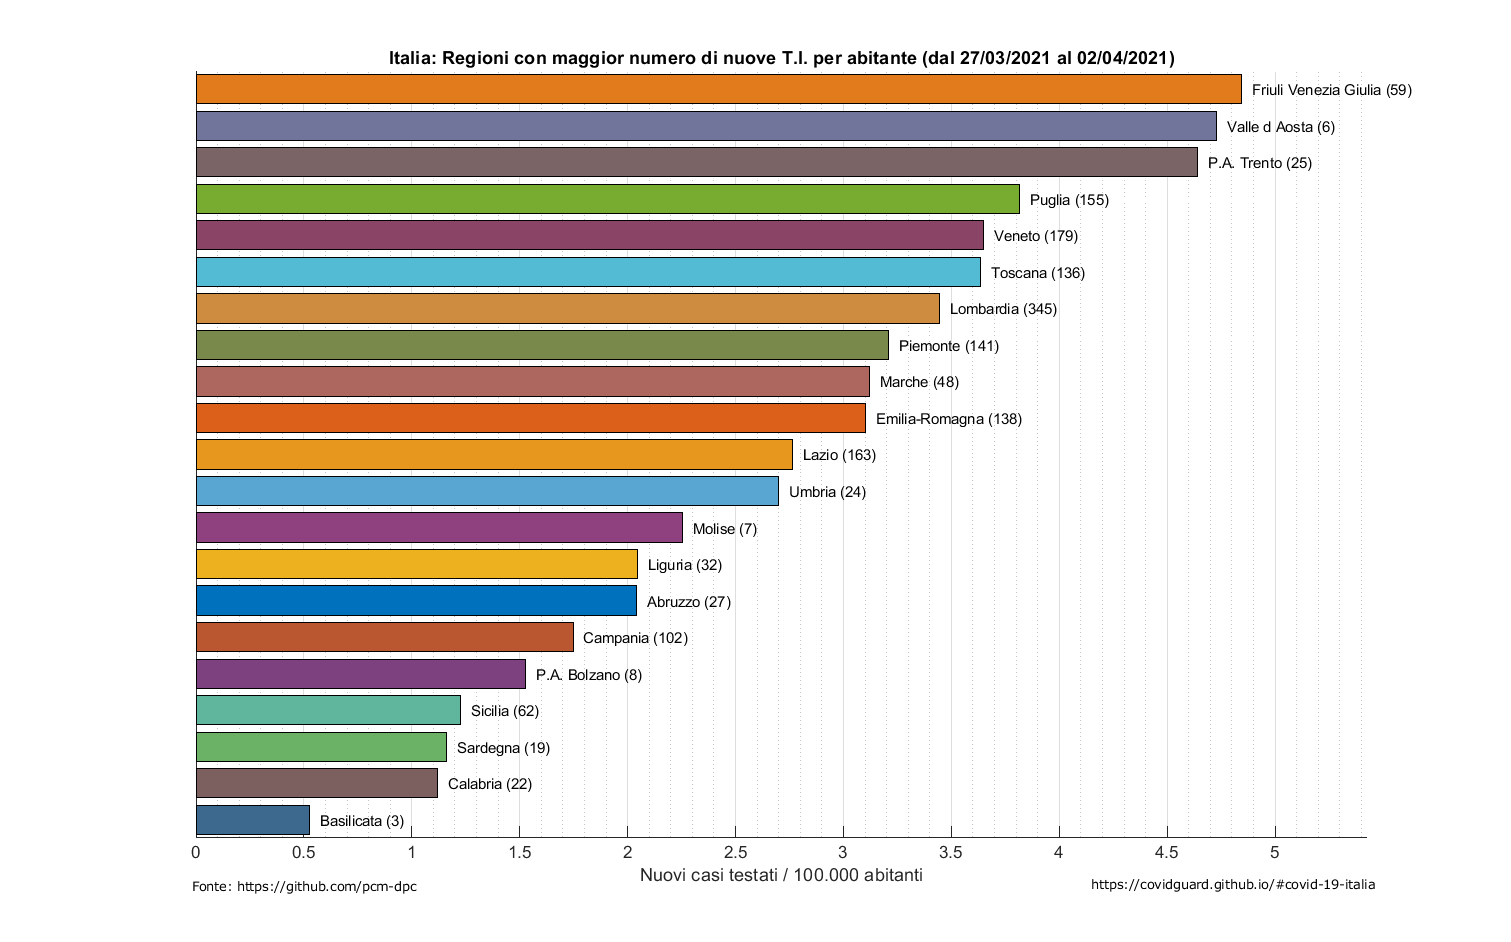 Italia: Regioni con maggior numero di nuove T.I. per abitante (dal 27/03/2021 al 02/04/2021)
Friuli Venezia Giulia (59)
Valle d Aosta (6)
P.A. Trento (25)
Puglia (155)
Veneto (179)
Toscana (136)
Lombardia (345)
Piemonte (141)
Marche (48)
Emilia-Romagna (138)
Lazio (163)
Umbria (24)
Molise (7)
Liguria (32)
Abruzzo (27)
Campania (102)
P.A. Bolzano (8)
Sicilia (62)
Sardegna (19)
Calabria (22)
Basilicata (3)
0 0.5 1 1.5 2 2.5 3 3.5 4 4.5 5
Nuovi casi testati / 100.000 abitanti
Fonte: https://github.com/pcm-dpc
https://covidguard.github.io/#covid-19-italia